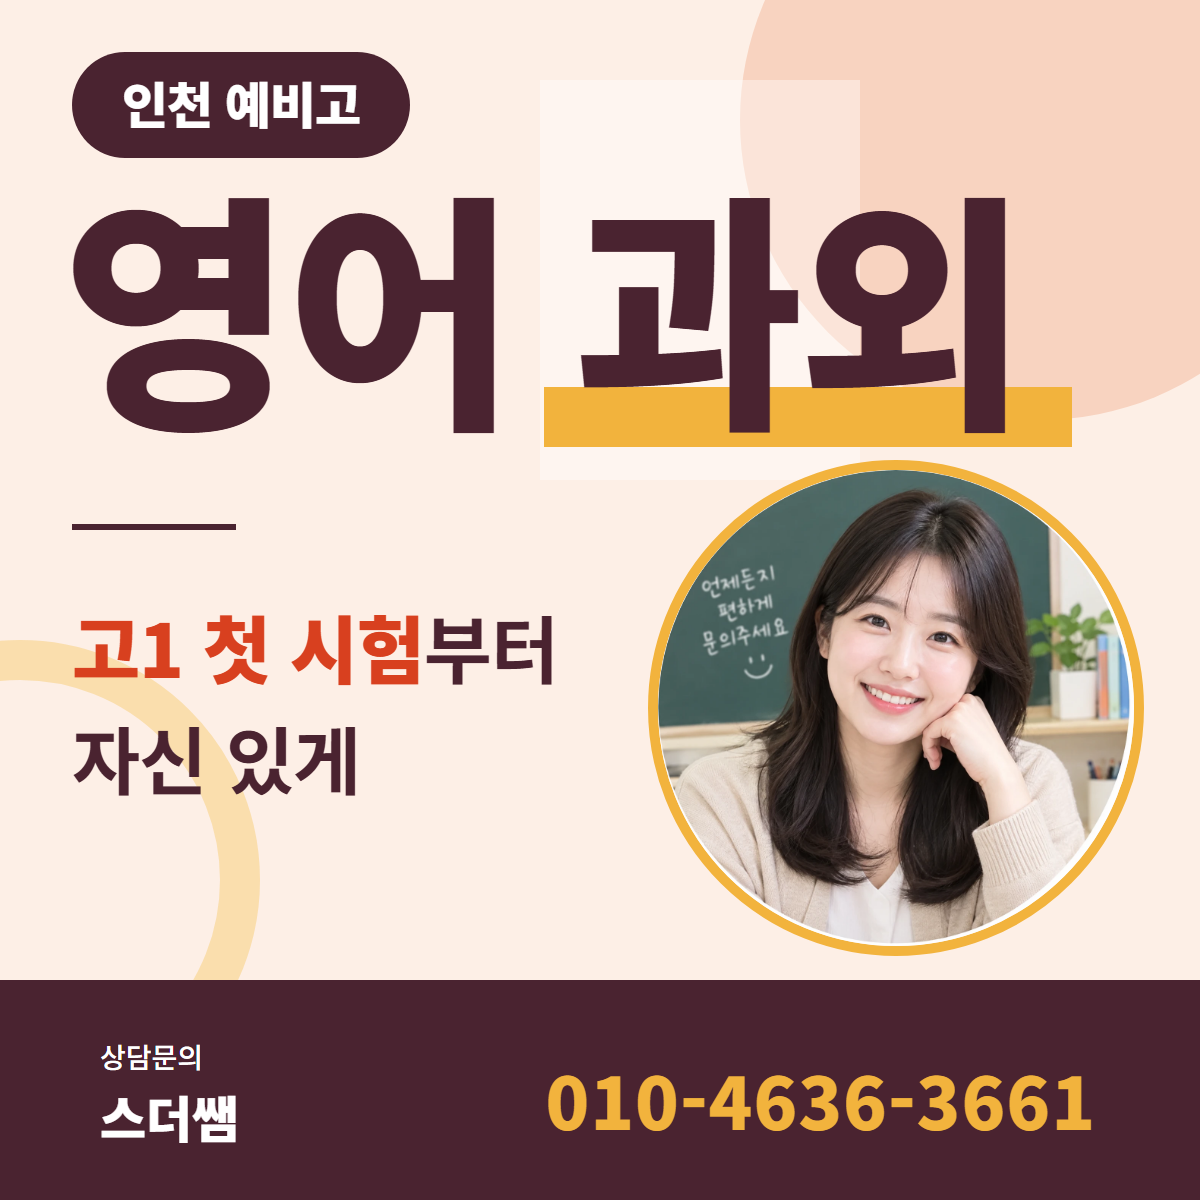 인천 예비고
영어 과외
고1 첫 시험부터
자신 있게
언제든지
편하게
문의주세요
상담문의
스더쌤
010-4636-3661